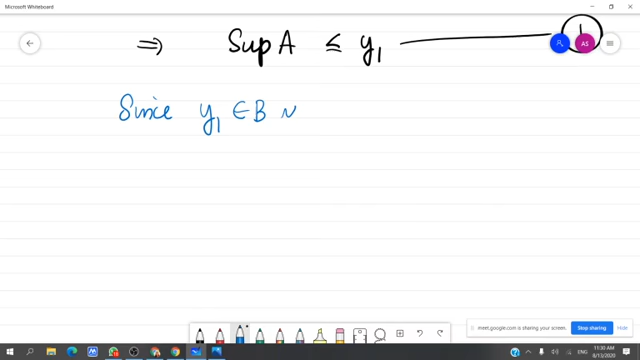 Microsoft Whiteboard
⇒ Sup A ≤ y₁
AS
Since y₁ ∈ B
meet.google.com is sharing your screen. Stop sharing Hide
ENG
11:30 AM
8/13/2020